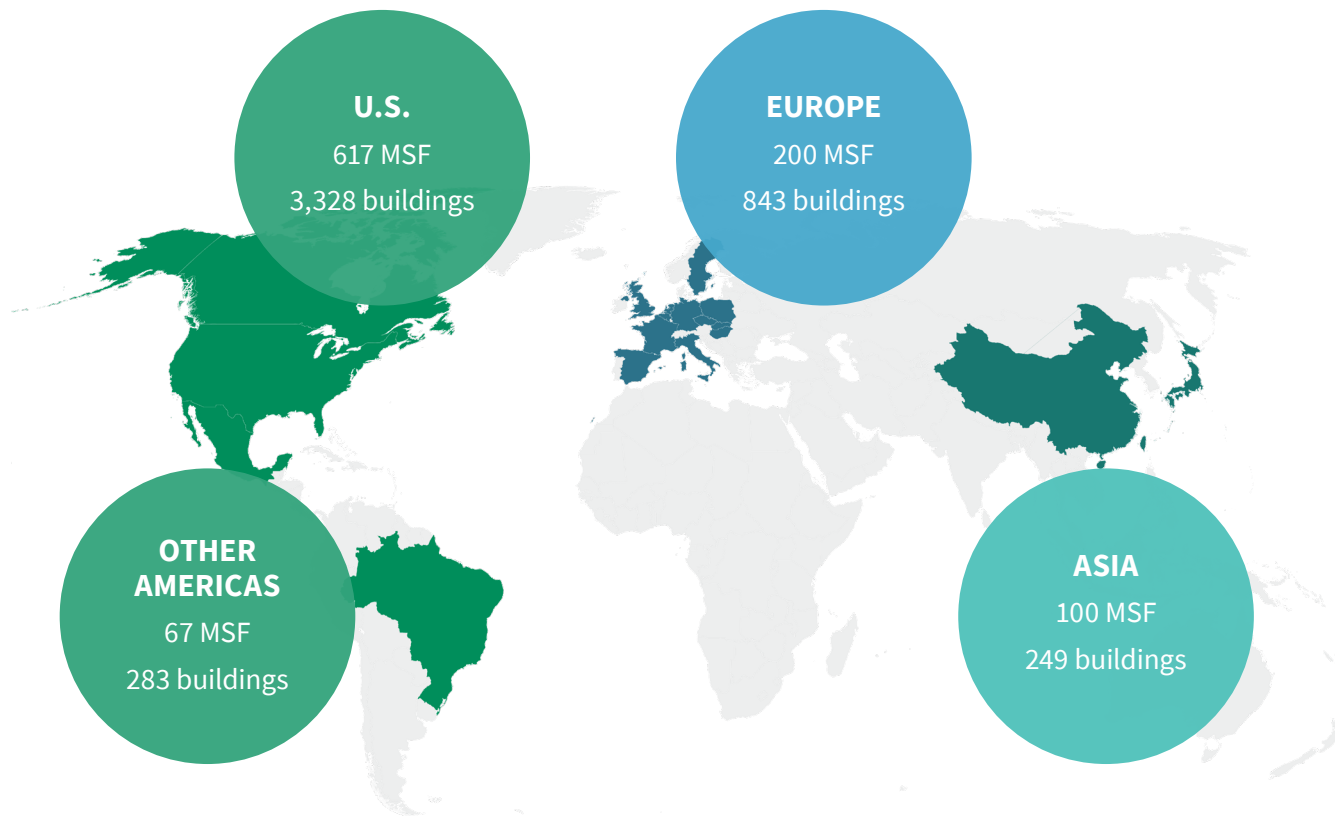 U.S.
617 MSF
3,328 buildings
EUROPE
200 MSF
843 buildings
OTHER
AMERICAS
67 MSF
283 buildings
ASIA
100 MSF
249 buildings